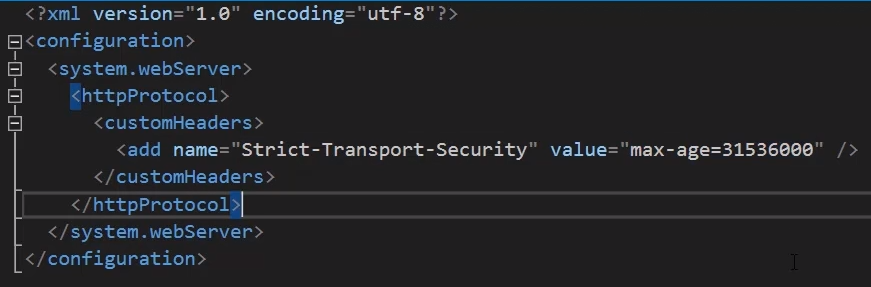 <?xml version="1.0" encoding="utf-8"?>
<configuration>
  <system.webServer>
    <httpProtocol>
      <customHeaders>
        <add name="Strict-Transport-Security" value="max-age=31536000" />
      </customHeaders>
    </httpProtocol>
  </system.webServer>
</configuration>